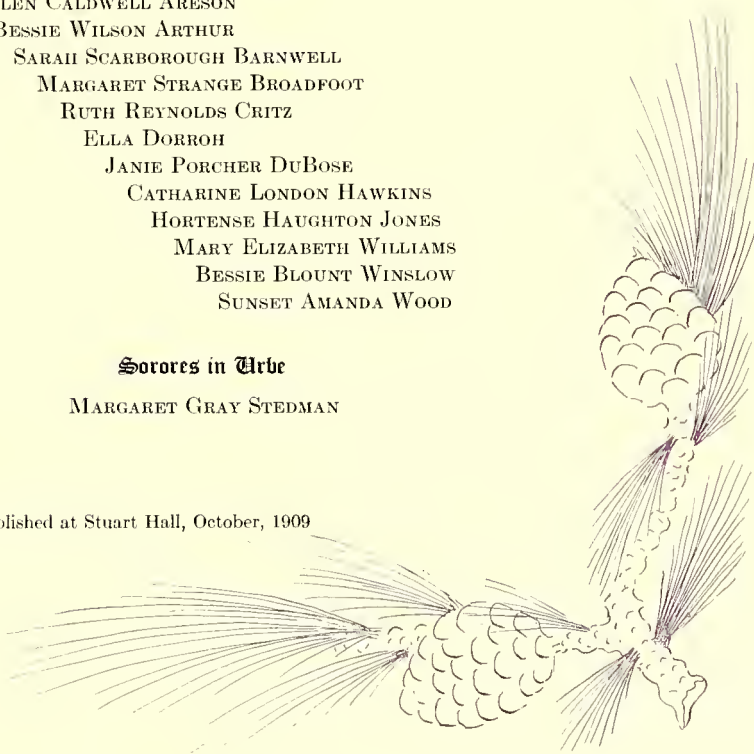 CALDWELL ARESON
BESSIE WILSON ARTHUR
SARAH SCARBOROUGH BARNWELL
MARGARET STRANGE BROADFOOT
RUTH REYNOLDS CRITZ
ELLA DORROH
JANIE PORCHER DUBOSE
CATHARINE LONDON HAWKINS
HORTENSE HAUGHTON JONES
MARY ELIZABETH WILLIAMS
BESSIE BLOUNT WINSLOW
SUNSET AMANDA WOOD
Sorores in Urbe
MARGARET GRAY STEDMAN
at Stuart Hall, October, 1909